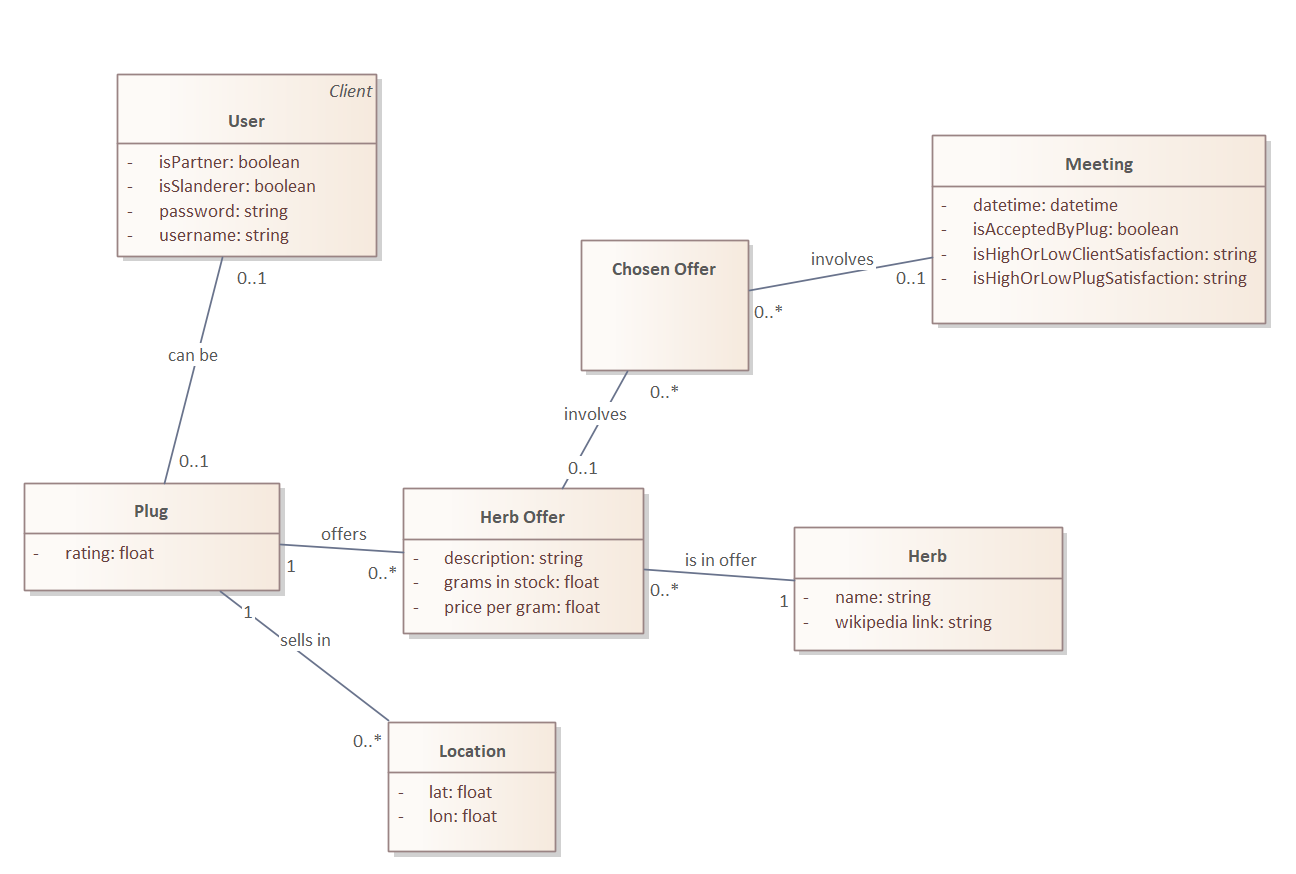 Client
User
- isPartner: boolean
- isSlanderer: boolean
- password: string
- username: string
0..1
can be
0..1
Plug
- rating: float
1
offers
0..*
Herb Offer
- description: string
- grams in stock: float
- price per gram: float
0..1
involves
0..*
Chosen Offer
0..*
involves
0..1
Meeting
- datetime: datetime
- isAcceptedByPlug: boolean
- isHighOrLowClientSatisfaction: string
- isHighOrLowPlugSatisfaction: string
0..*
is in offer
1
Herb
- name: string
- wikipedia link: string
1
sells in
0..*
Location
- lat: float
- lon: float